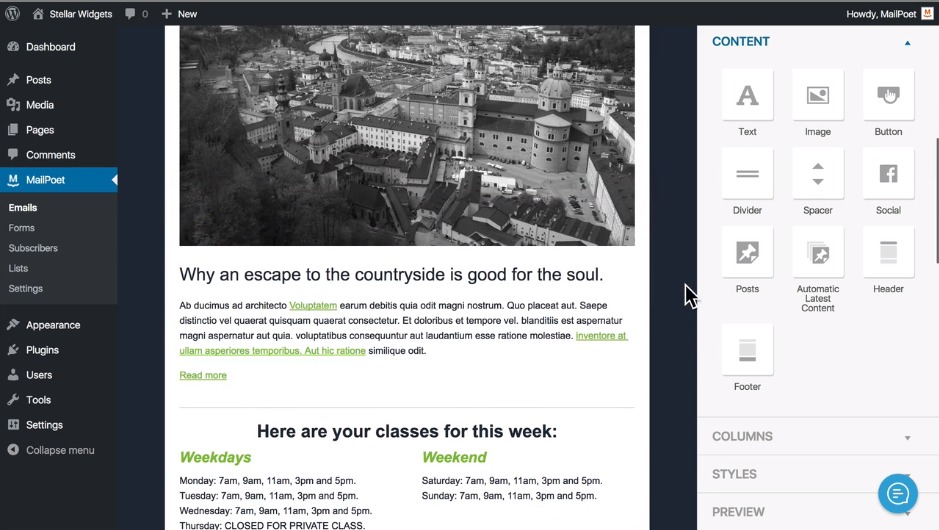 Stellar Widgets
0
+ New
Howdy, MailPoet
Dashboard
Posts
Media
Pages
Comments
MailPoet
Emails
Forms
Subscribers
Lists
Settings
Appearance
Plugins
Users
Tools
Settings
Collapse menu
Why an escape to the countryside is good for the soul.
Ab ducimus ad architecto Voluptatem earum debitis quia odit magni nostrum. Quo placeat aut. Saepe
distinctio vel quaerat quisquam quaerat consectetur. Et doloribus et tempore vel. blanditiis est aspernatur
magni aspernatur aut quia. voluptatibus consequuntur aut laudantium esse ratione molestiae. inventore at
ullam asperiores temporibus. Aut hic ratione similique odit.
Read more
Here are your classes for this week:
Weekdays
Monday: 7am, 9am, 11am, 3pm and 5pm.
Tuesday: 7am, 9am, 11am, 3pm and 5pm.
Wednesday: 7am, 9am, 11am, 3pm and 5pm.
Thursday: CLOSED FOR PRIVATE CLASS.
Weekend
Saturday: 7am, 9am, 11am, 3pm and 5pm.
Sunday: 7am, 9am, 11am, 3pm and 5pm.
CONTENT
Text
Image
Button
Divider
Spacer
Social
Posts
Automatic
Latest
Content
Header
Footer
COLUMNS
STYLES
PREVIEW